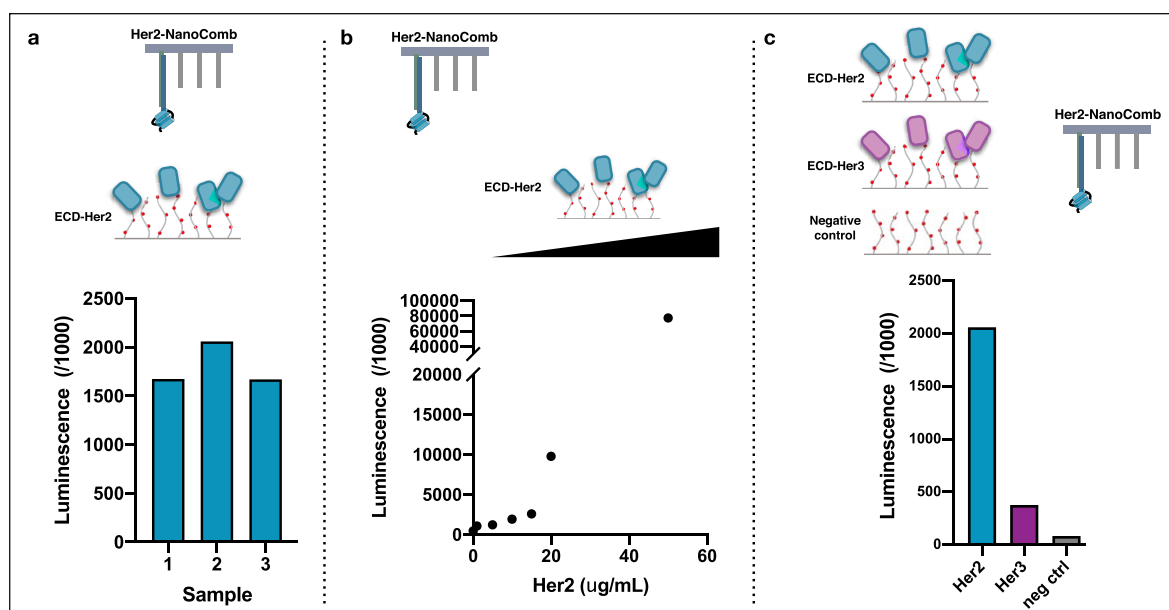 a
Her2-NanoComb
ECD-Her2
2500
2000
1500
1000
500
0
Luminescence (/1000)
1 2 3
Sample
b
Her2-NanoComb
ECD-Her2
100000
80000
60000
40000
20000
15000
10000
5000
0
Luminescence (/1000)
0 20 40 60
Her2 (ug/mL)
c
ECD-Her2
ECD-Her3
Negative
control
Her2-NanoComb
2500
2000
1500
1000
500
0
Luminescence (/1000)
Her2 Her3 neg ctrl